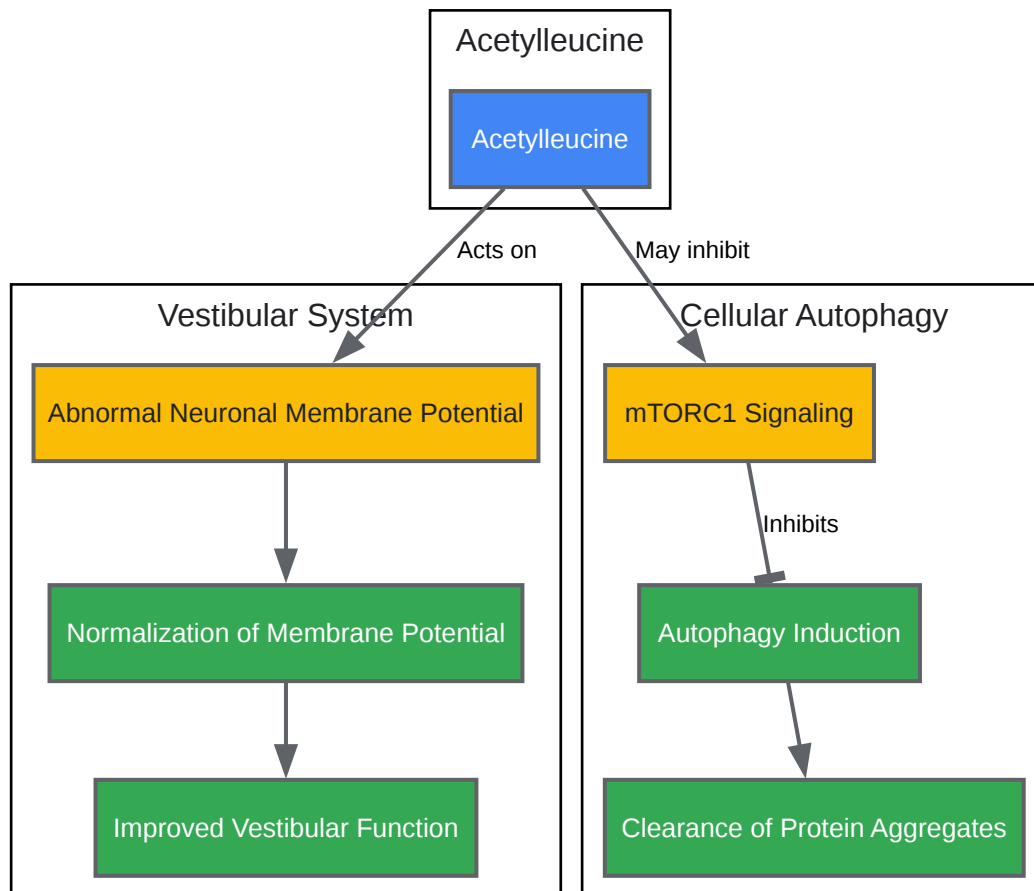 Acetylleucine
Acetylleucine
Acts on
May inhibit
Vestibular System
Abnormal Neuronal Membrane Potential
Normalization of Membrane Potential
Improved Vestibular Function
Cellular Autophagy
mTORC1 Signaling
Inhibits
Autophagy Induction
Clearance of Protein Aggregates